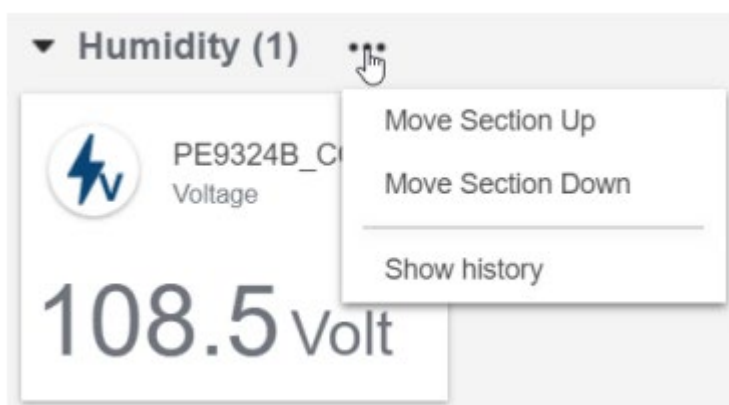 Humidity (1) ...
PE9324B_C
Voltage
108.5 Volt
Move Section Up
Move Section Down
Show history